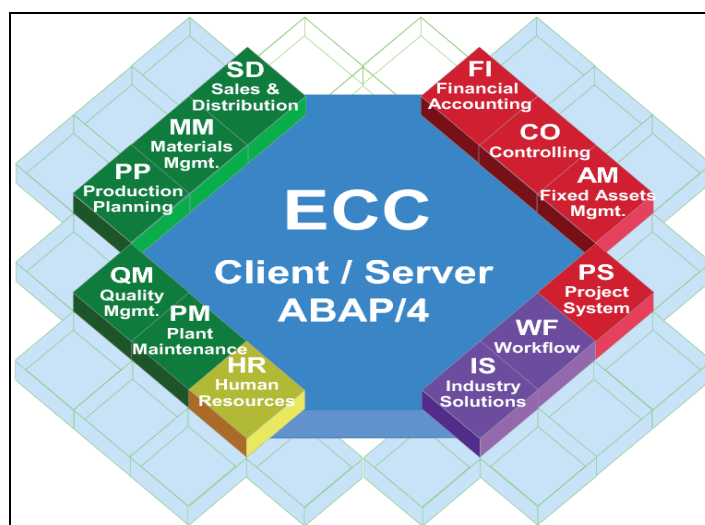 SD
Sales &
Distribution
MM
Materials
Mgmt.
PP
Production
Planning
FI
Financial
Accounting
CO
Controlling
AM
Fixed Assets
Mgmt.
ECC
Client / Server
ABAP/4
QM
Quality
Mgmt.
PM
Plant
Maintenance
HR
Human
Resources
PS
Project
System
WF
Workflow
IS
Industry
Solutions